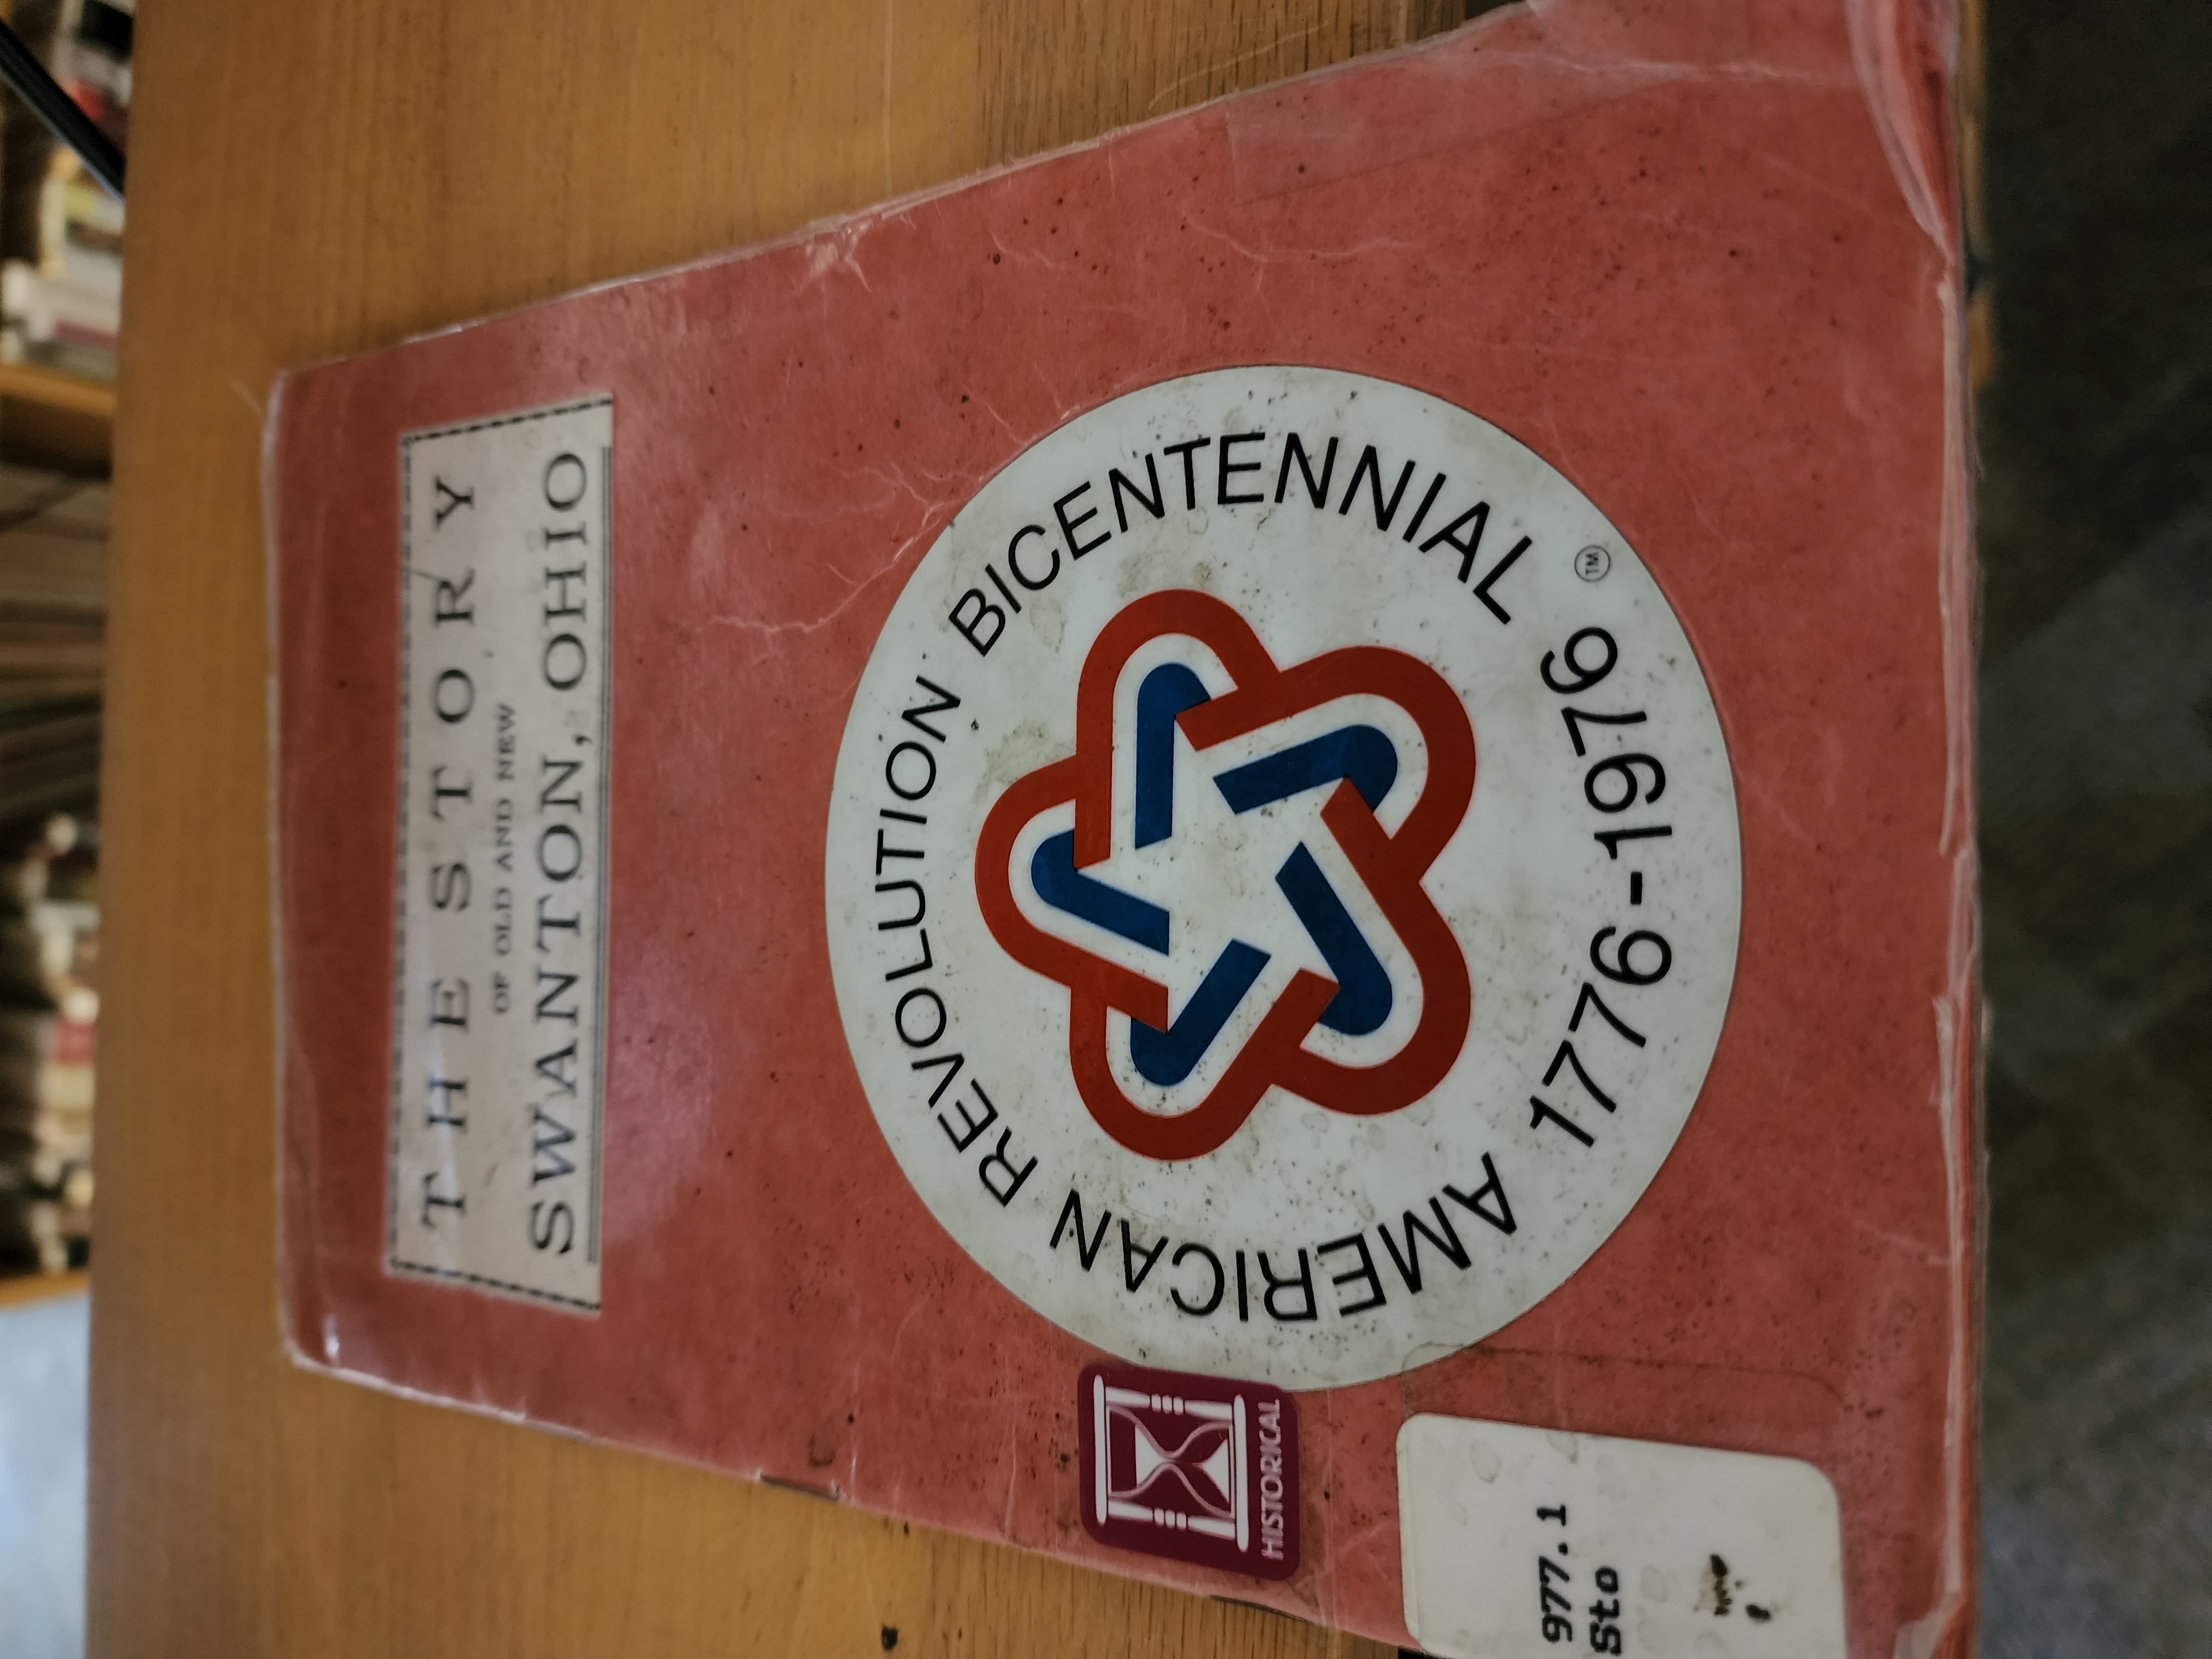 THE STORY
OF OLD AND NEW
SWANTON, OHIO
AMERICAN REVOLUTION BICENTENNIAL
TM
1776-1976
HISTORICAL
977.1
Sto